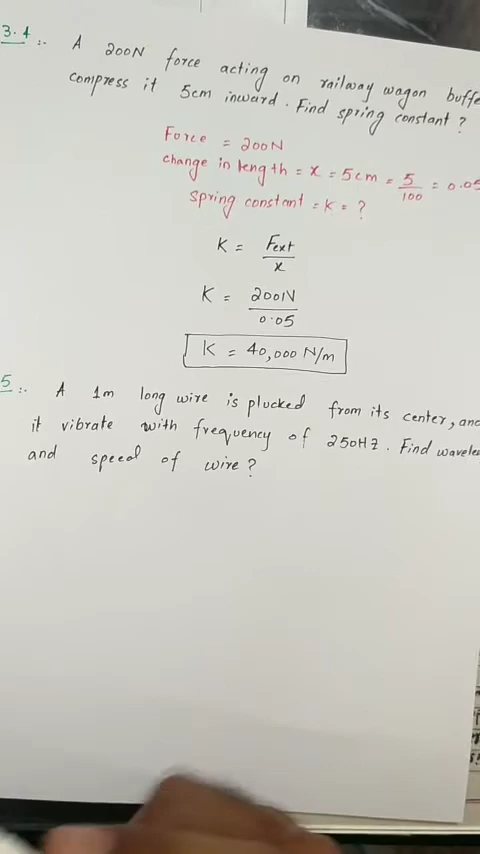 3.4 :- A 200N force acting on railway wagon buffe
compress it 5cm inward. Find spring constant?
Force = 200N
change in length = x = 5cm = 5/100 = 0.05
Spring constant = K = ?
K = Fext/x
K = 200N/0.05
K = 40,000 N/m
5 :- A 1m long wire is plucked from its center, and
it vibrate with frequency of 250HZ. Find wavele
and speed of wire?